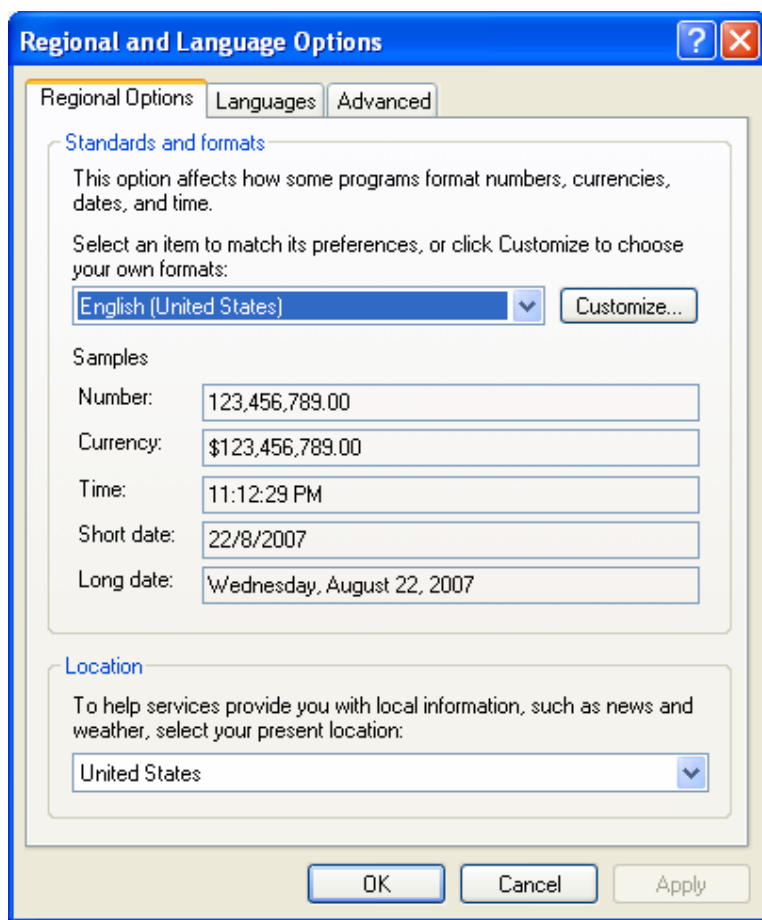 Regional and Language Options
Regional Options Languages Advanced
Standards and formats
This option affects how some programs format numbers, currencies,
dates, and time.
Select an item to match its preferences, or click Customize to choose
your own formats:
English (United States) Customize...
Samples
Number: 123,456,789.00
Currency: $123,456,789.00
Time: 11:12:29 PM
Short date: 22/8/2007
Long date: Wednesday, August 22, 2007
Location
To help services provide you with local information, such as news and
weather, select your present location:
United States
OK Cancel Apply